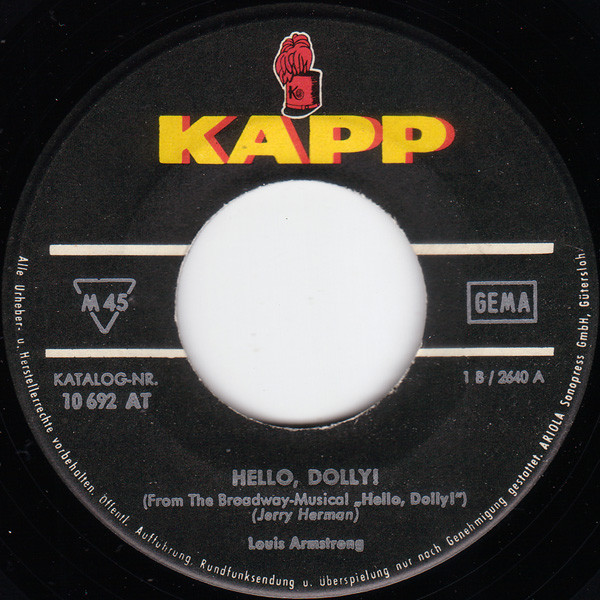 K
KAPP
M 45
GEMA
KATALOG-NR.
10 692 AT
1 B / 2640 A
HELLO, DOLLY!
(From The Broadway-Musical „Hello, Dolly!“)
(Jerry Herman)
Louis Armstrong
Alle Urheber- u. Herstellerrechte vorbehalten. öffentl. Aufführung, Rundfunksendung u. überspielung nur nach Genehmigung gestattet. ARIOLA Sonopress GmbH, Gütersloh